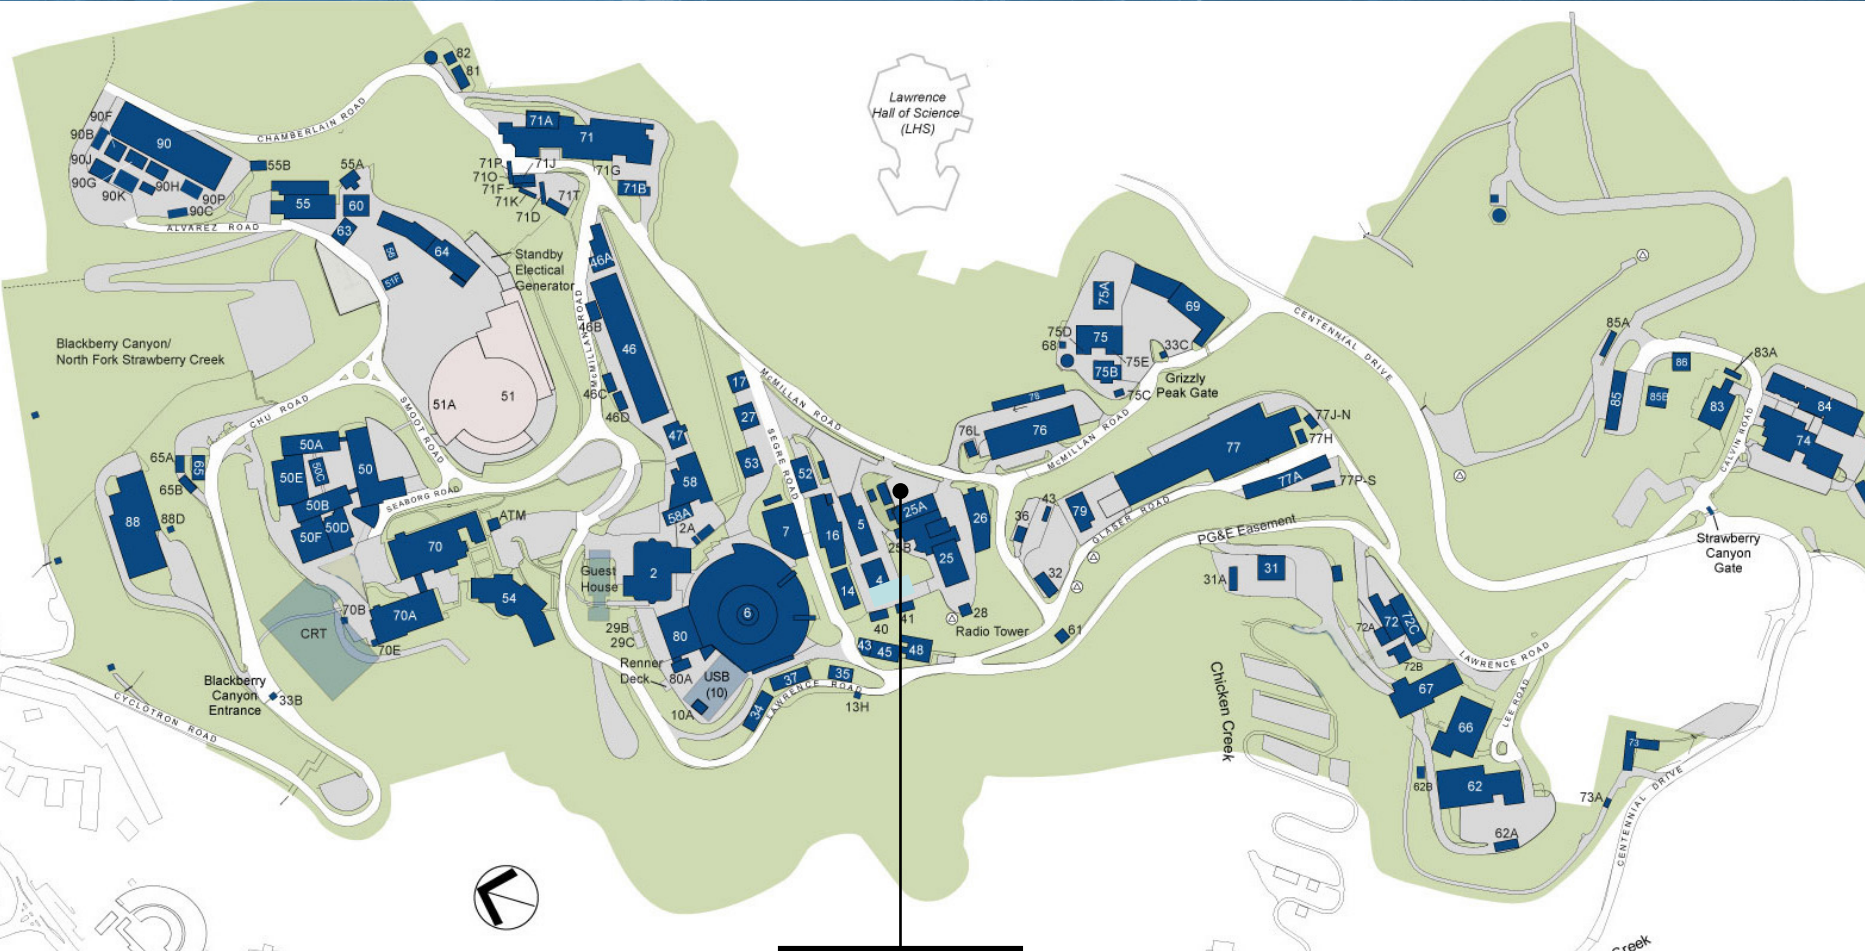 82
81
Lawrence
Hall of Science
(LHS)
CHAMBERLAIN ROAD
90F
90B
90
90J
90G
90K
90H
90P
90C
55B
55A
55
60
63
ALVAREZ ROAD
71A
71
71P
71J
71O
71F
71K
71D
71T
71G
71B
64
56
51F
Standby
Electical
Generator
46A
46B
46
46C
46D
McMILLAN ROAD
Blackberry Canyon/
North Fork Strawberry Creek
51A
51
CHU ROAD
SMOOT ROAD
SEABORG ROAD
65A
65
65B
88
88D
50A
50
50E
50C
50B
50D
50F
ATM
70
70A
70B
70E
54
CRT
Blackberry
Canyon
Entrance
33B
CYCLOTRON ROAD
47
58
58A
2A
2
Guest
House
29B
29C
Renner
Deck
80
80A
6
USB
(10)
10A
34
37
35
13H
LAWRENCE ROAD
17
27
53
SEGRE ROAD
McMILLAN ROAD
52
7
16
5
14
4
40
41
43
45
48
25A
25B
25
26
28
Radio Tower
61
76L
76
78
McMILLAN ROAD
36
43
79
32
GLASER ROAD
77
77J-N
77H
77A
77P-S
PG&E Easement
75A
75
75D
68
75E
75B
75C
69
33C
Grizzly
Peak Gate
CENTENNIAL DRIVE
85A
85
85B
86
83A
83
84
74
CALVIN ROAD
Strawberry
Canyon
Gate
31A
31
72
72C
72A
72B
LAWRENCE ROAD
67
66
LEE ROAD
62B
62
62A
73
73A
CENTENNIAL DRIVE
Chicken Creek
Creek